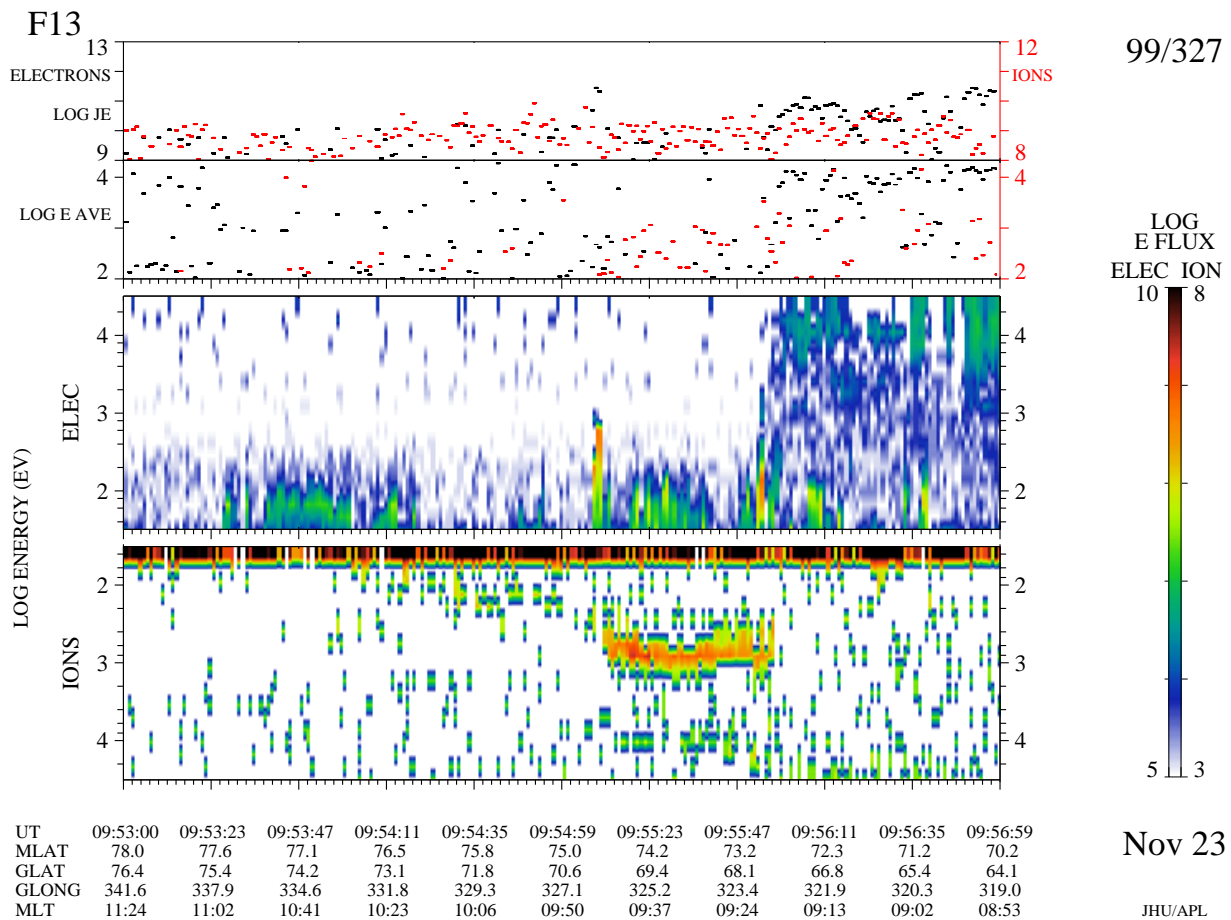 F13
99/327
13
12
ELECTRONS
IONS
LOG JE
9
8
4
4
LOG E AVE
2
2
LOG
E FLUX
ELEC ION
10 8
4
4
ELEC
3
3
2
2
LOG ENERGY (EV)
2
2
IONS
3
3
4
4
5 3
UT 09:53:00 09:53:23 09:53:47 09:54:11 09:54:35 09:54:59 09:55:23 09:55:47 09:56:11 09:56:35 09:56:59
MLAT 78.0 77.6 77.1 76.5 75.8 75.0 74.2 73.2 72.3 71.2 70.2
GLAT 76.4 75.4 74.2 73.1 71.8 70.6 69.4 68.1 66.8 65.4 64.1
GLONG 341.6 337.9 334.6 331.8 329.3 327.1 325.2 323.4 321.9 320.3 319.0
MLT 11:24 11:02 10:41 10:23 10:06 09:50 09:37 09:24 09:13 09:02 08:53
Nov 23
JHU/APL